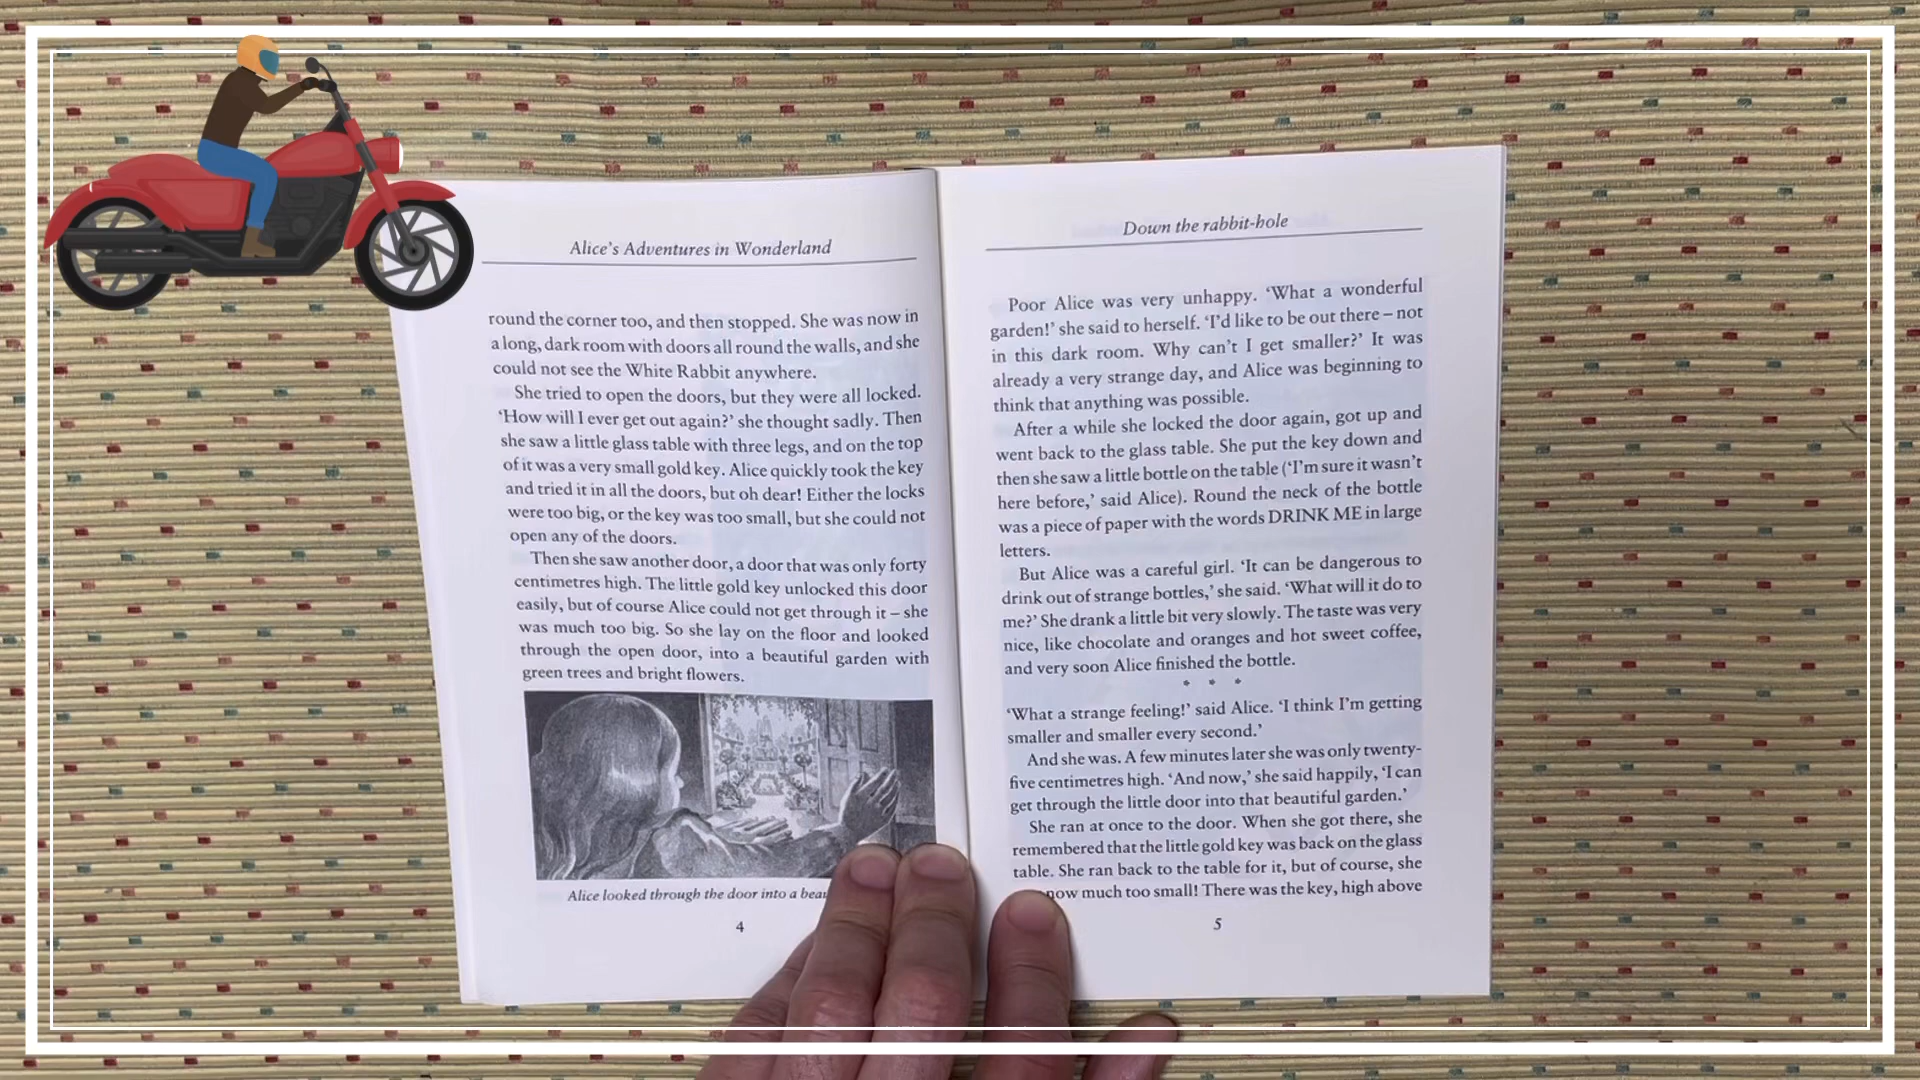 Alice's Adventures in Wonderland
round the corner too, and then stopped. She was now in
a long, dark room with doors all round the walls, and she
could not see the White Rabbit anywhere.
She tried to open the doors, but they were all locked.
‘How will I ever get out again?’ she thought sadly. Then
she saw a little glass table with three legs, and on the top
of it was a very small gold key. Alice quickly took the key
and tried it in all the doors, but oh dear! Either the locks
were too big, or the key was too small, but she could not
open any of the doors.
Then she saw another door, a door that was only forty
centimetres high. The little gold key unlocked this door
easily, but of course Alice could not get through it – she
was much too big. So she lay on the floor and looked
through the open door, into a beautiful garden with
green trees and bright flowers.
Alice looked through the door into a
4
Down the rabbit-hole
Poor Alice was very unhappy. ‘What a wonderful
garden!’ she said to herself. ‘I’d like to be out there – not
in this dark room. Why can’t I get smaller?’ It was
already a very strange day, and Alice was beginning to
think that anything was possible.
After a while she locked the door again, got up and
went back to the glass table. She put the key down and
then she saw a little bottle on the table (‘I’m sure it wasn’t
here before,’ said Alice). Round the neck of the bottle
was a piece of paper with the words DRINK ME in large
letters.
But Alice was a careful girl. ‘It can be dangerous to
drink out of strange bottles,’ she said. ‘What will it do to
me?’ She drank a little bit very slowly. The taste was very
nice, like chocolate and oranges and hot sweet coffee,
and very soon Alice finished the bottle.
* * *
‘What a strange feeling!’ said Alice. ‘I think I’m getting
smaller and smaller every second.’
And she was. A few minutes later she was only twenty-
five centimetres high. ‘And now,’ she said happily, ‘I can
get through the little door into that beautiful garden.’
She ran at once to the door. When she got there, she
remembered that the little gold key was back on the glass
table. She ran back to the table for it, but of course, she
now much too small! There was the key, high above
5